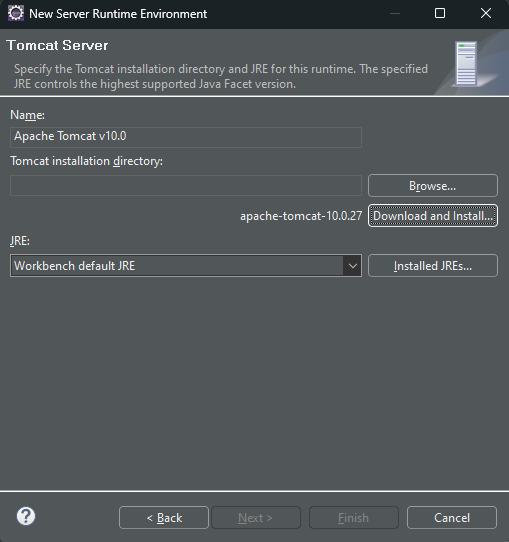 New Server Runtime Environment
Tomcat Server
Specify the Tomcat installation directory and JRE for this runtime. The specified
JRE controls the highest supported Java Facet version.
Name:
Apache Tomcat v10.0
Tomcat installation directory:
Browse...
apache-tomcat-10.0.27 Download and Install...
JRE:
Workbench default JRE Installed JREs...
? < Back Next > Finish Cancel